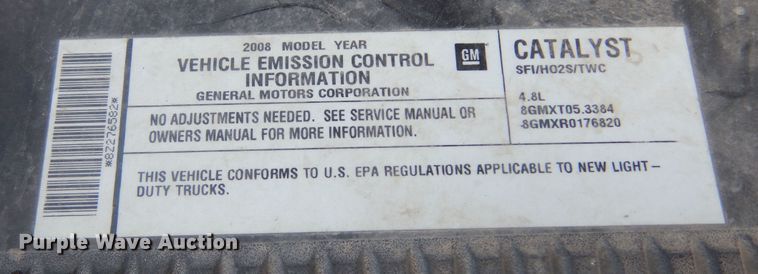 *8Z276582*
2008 MODEL YEAR
VEHICLE EMISSION CONTROL
INFORMATION
GENERAL MOTORS CORPORATION
GM
CATALYST
SFI/HO2S/TWC
4.8L
8GMXT05.3384
8GMXR0176820
NO ADJUSTMENTS NEEDED. SEE SERVICE MANUAL OR
OWNERS MANUAL FOR MORE INFORMATION.
THIS VEHICLE CONFORMS TO U.S. EPA REGULATIONS APPLICABLE TO NEW LIGHT-
DUTY TRUCKS.
Purple Wave Auction